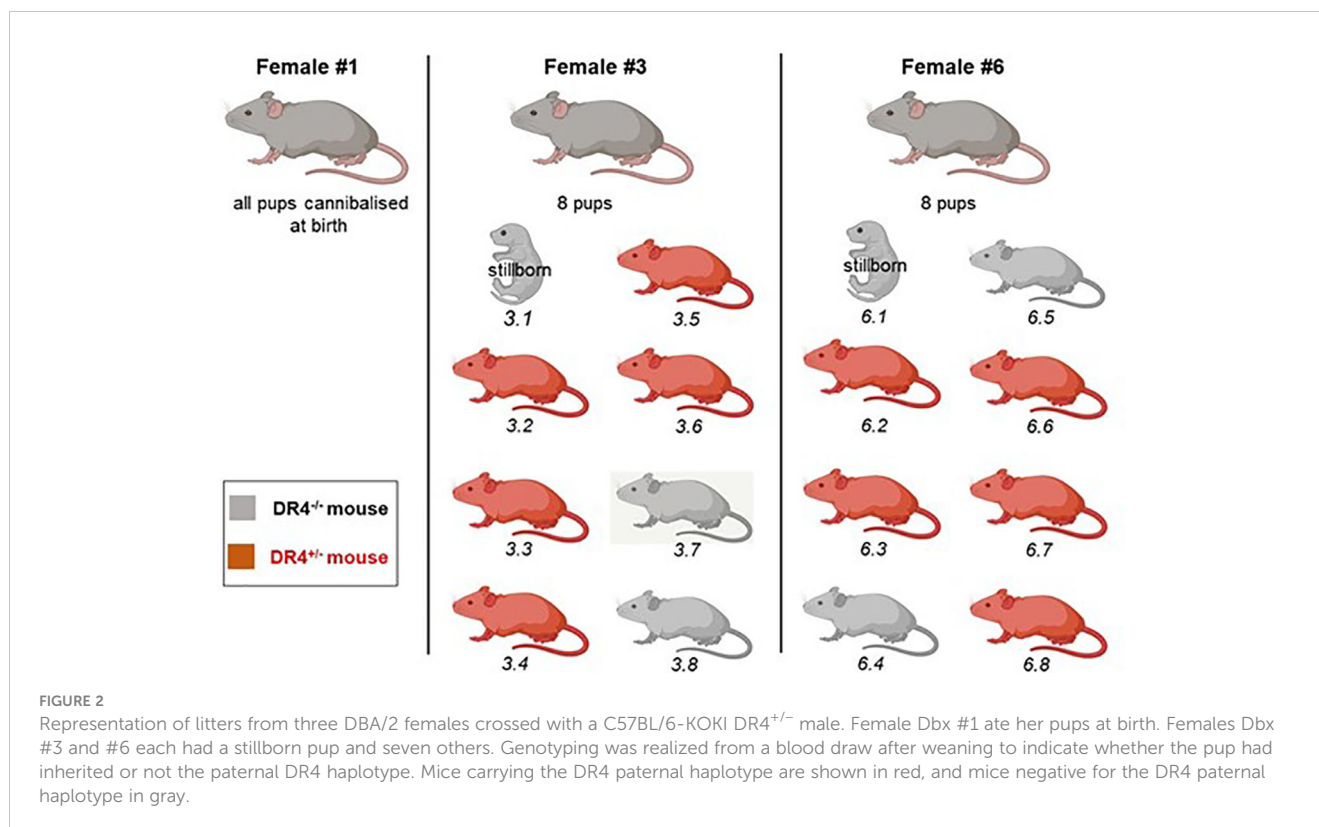 Female #1
all pups cannibalised
at birth
Female #3
8 pups
stillborn
3.1
3.5
3.2
3.6
3.3
3.7
3.4
3.8
Female #6
8 pups
stillborn
6.1
6.5
6.2
6.6
6.3
6.7
6.4
6.8
DR4-/- mouse
DR4+/- mouse
FIGURE 2
Representation of litters from three DBA/2 females crossed with a C57BL/6-KOKI DR4+/− male. Female Dbx #1 ate her pups at birth. Females Dbx
#3 and #6 each had a stillborn pup and seven others. Genotyping was realized from a blood draw after weaning to indicate whether the pup had
inherited or not the paternal DR4 haplotype. Mice carrying the DR4 paternal haplotype are shown in red, and mice negative for the DR4 paternal
haplotype in gray.